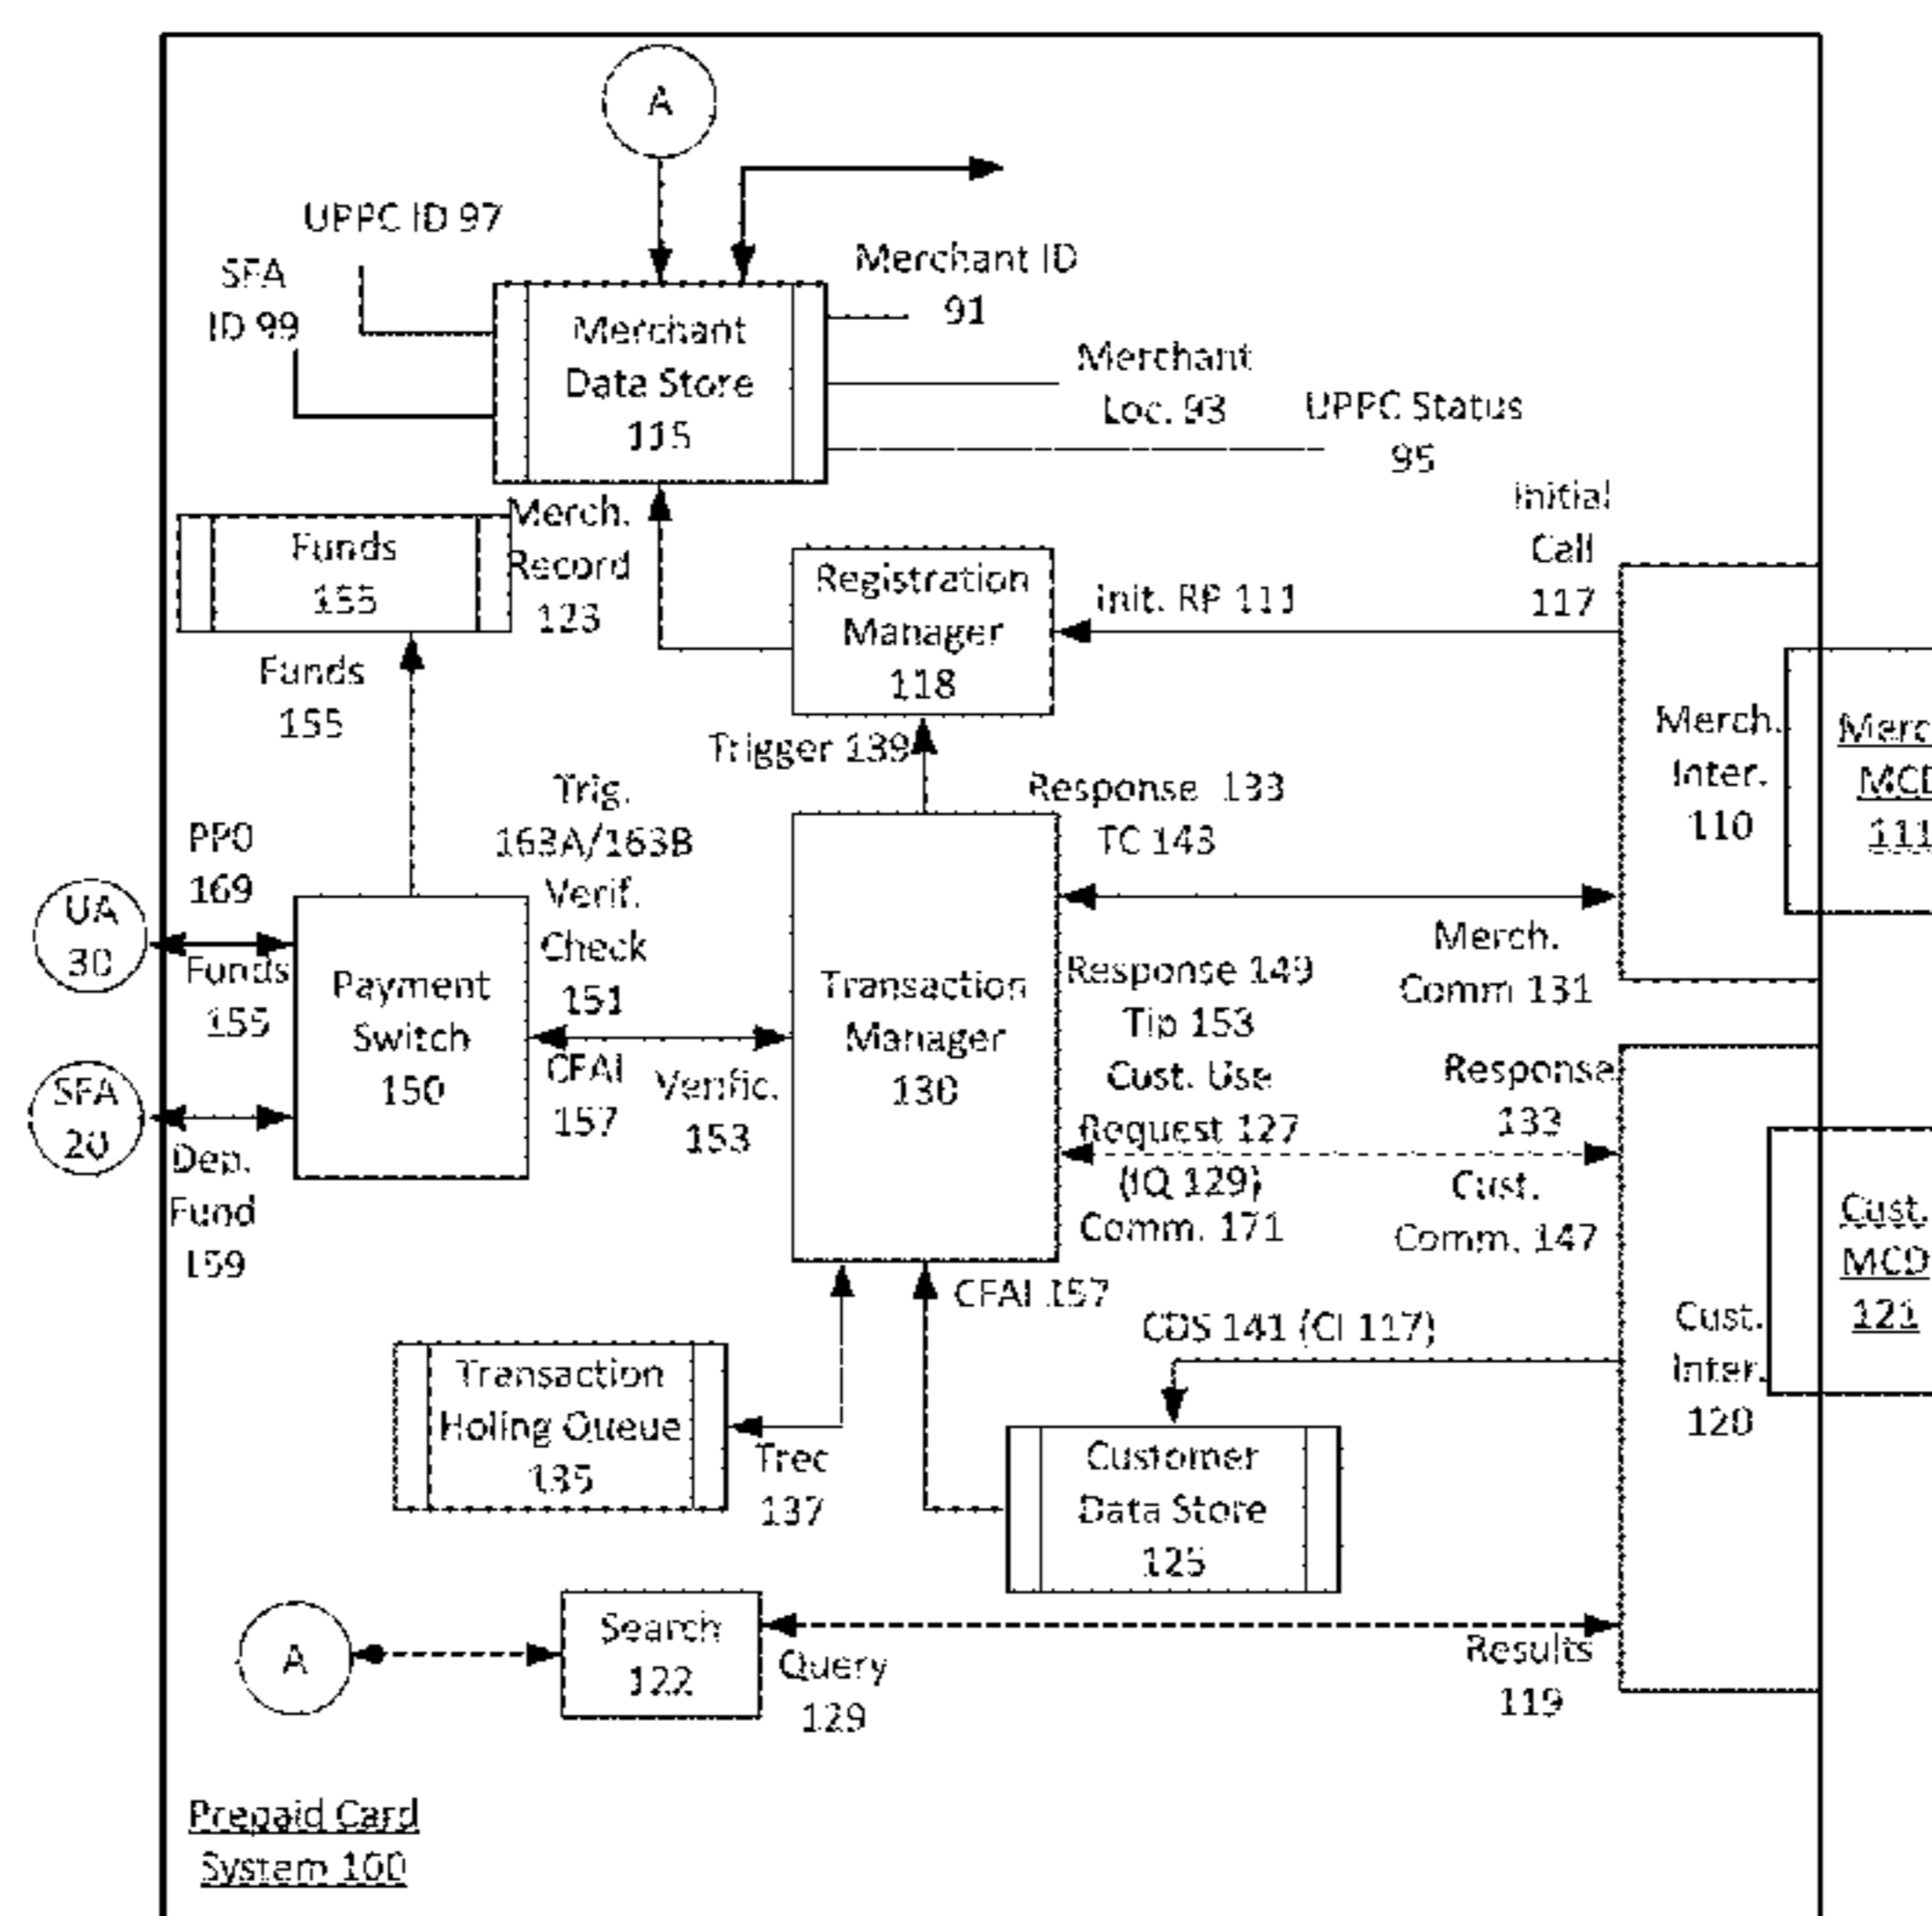 A
UPPC ID 97
SFA
ID 99
Merchant ID
91
Merchant
Data Store
115
Merchant
Loc. 93
UPPC Status
95
Initial
Call
117
Funds
155
Merch.
Record
123
Registration
Manager
118
Init. RP 111
Funds
155
Trigger 139
Merch.
Inter.
110
MCD
111
Trig.
163A/163B
Verif.
Check
151
Response 133
TC 143
PPO
169
UA
30
Funds
155
Payment
Switch
150
Transaction
Manager
130
Merch.
Comm 131
Response 149
Tip 153
Cust. Use
Request 127
(IQ 129)
Comm. 171
Response
133
Cust.
Comm. 147
CFAI
157
Verific.
153
SFA
20
Dep.
Fund
159
Cust.
MCD
121
CFAI 157
CDS 141 (CI 117)
Cust.
Inter.
120
Transaction
Holing Queue
135
Trec
137
Customer
Data Store
125
A
Search
122
Query
129
Results
119
Prepaid Card
System 100